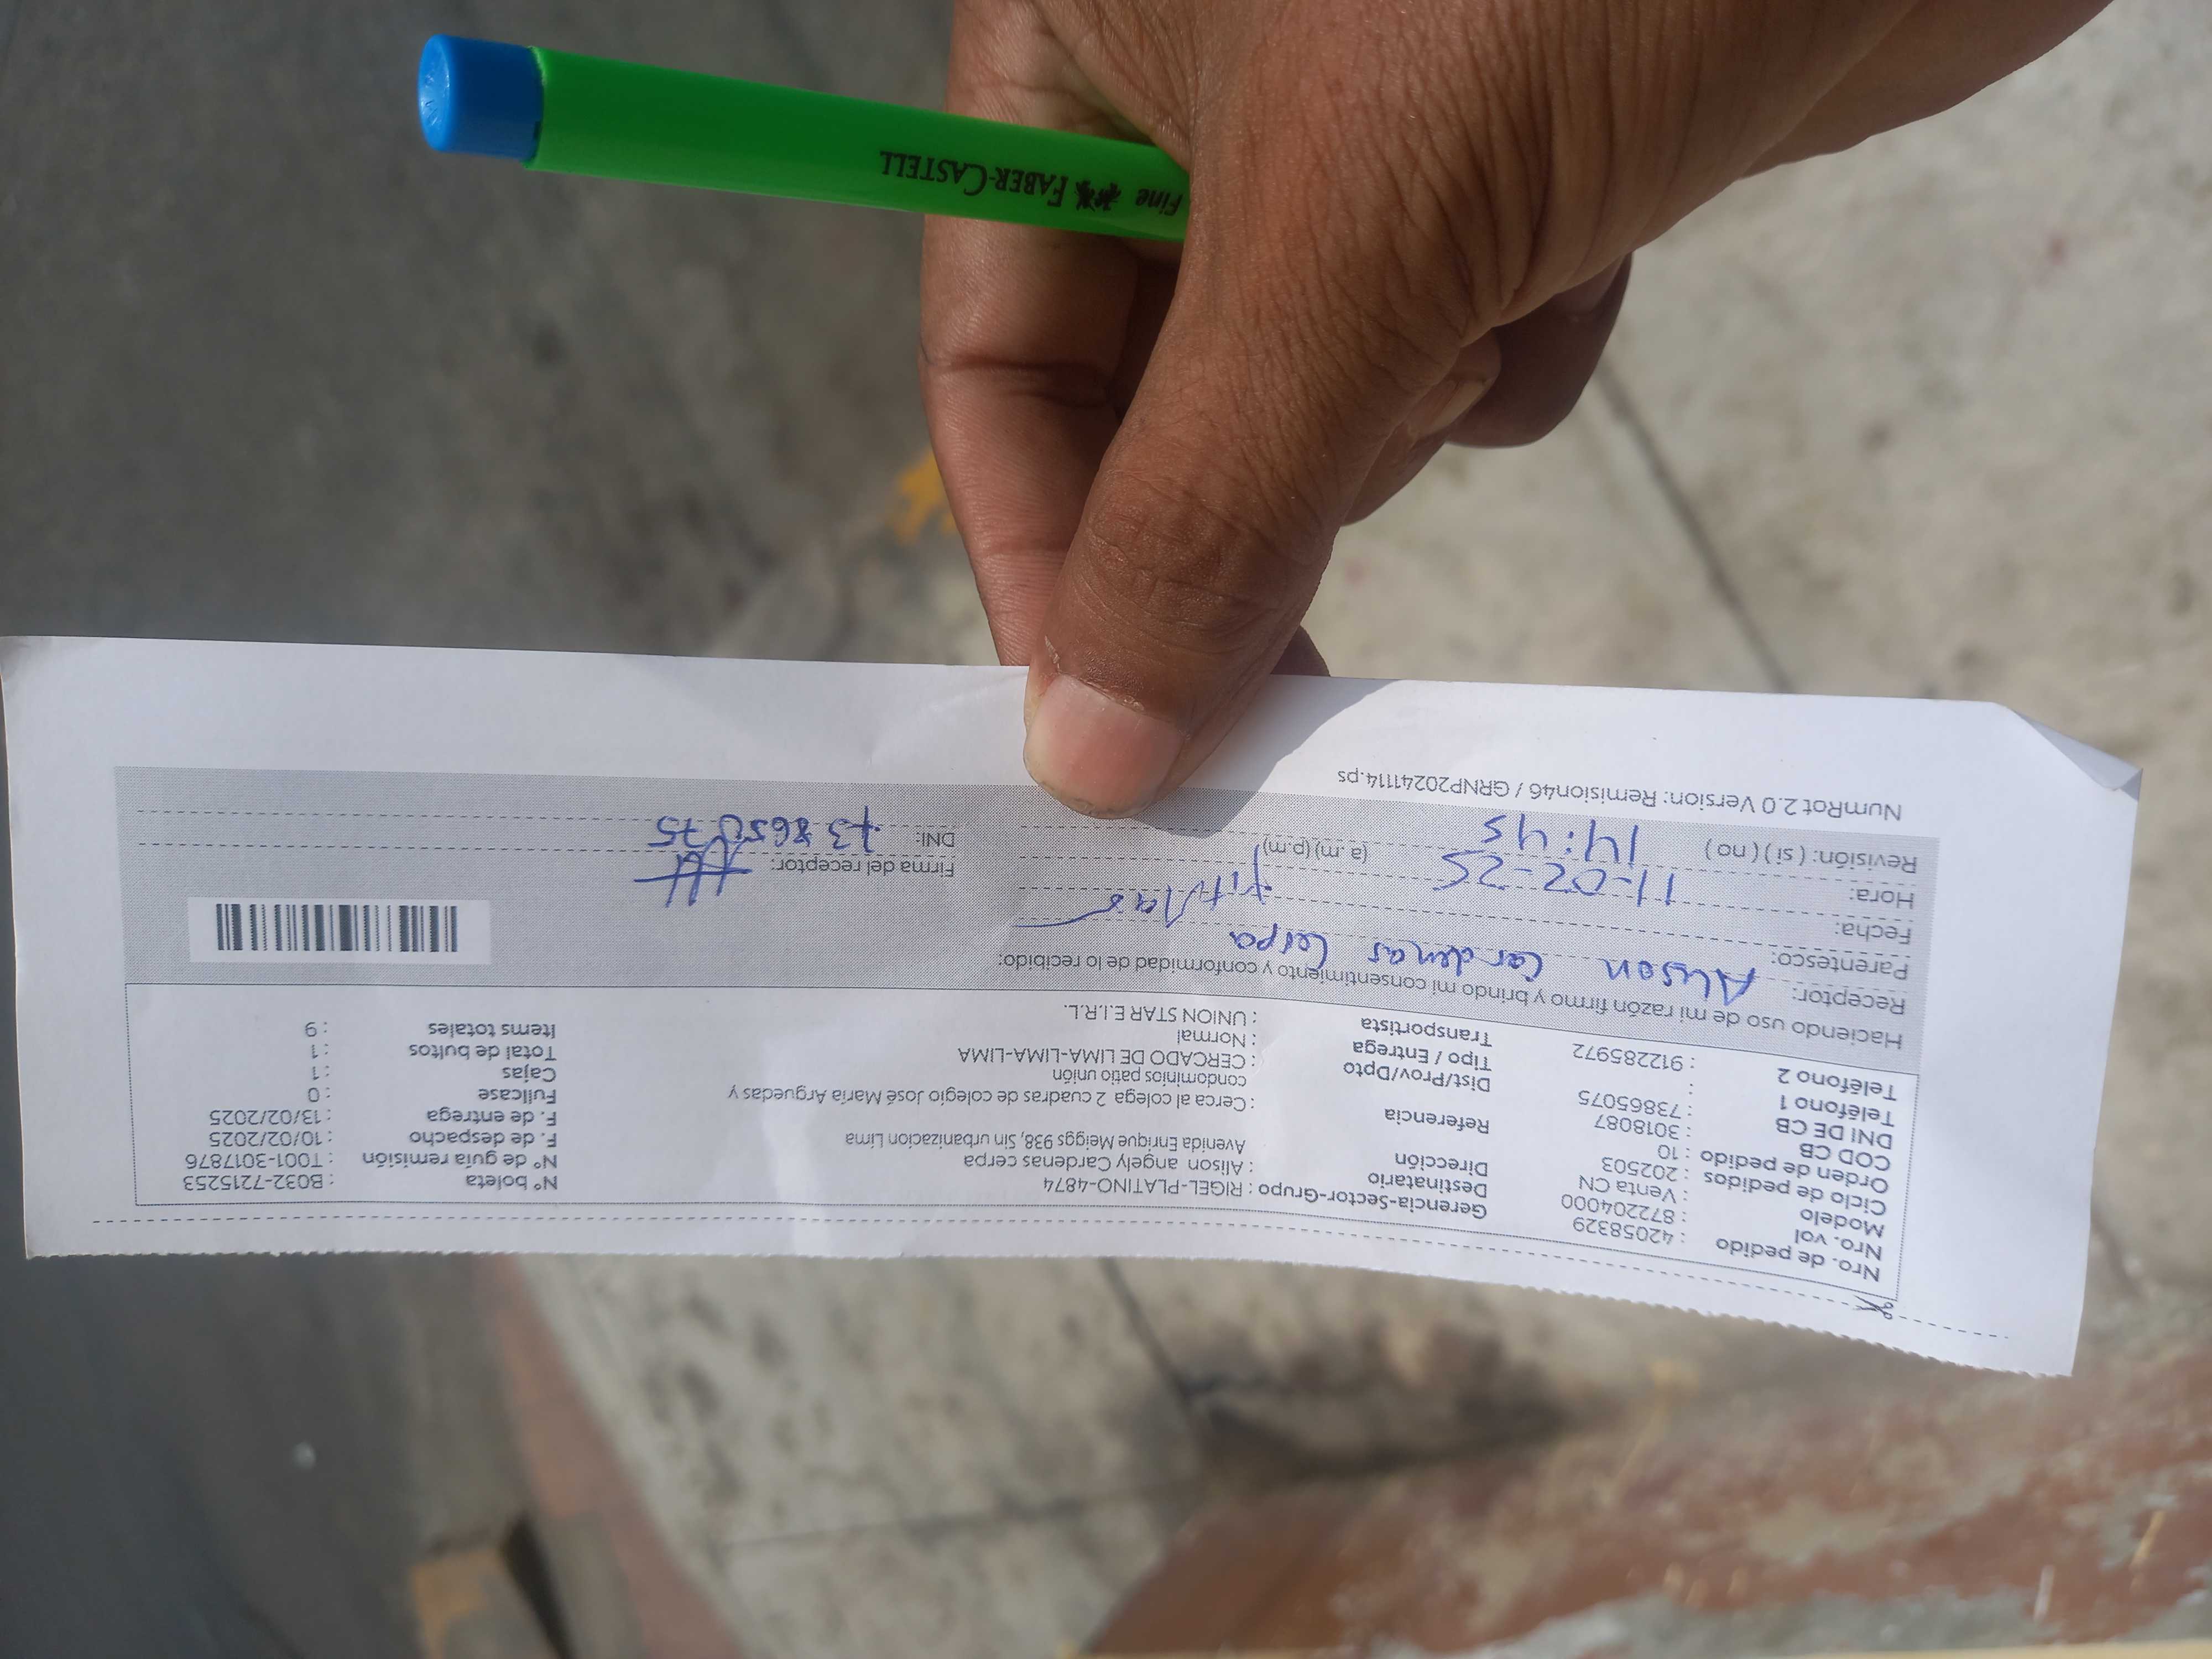 Fine FABER-CASTELL
Nro. de pedido : 42058329
Nro. vol : 872204000
Modelo : Venta CN
Ciclo de pedidos : 202503
Orden de pedido : 10
COD CB : 3018087
DNI DE CB : 73865075
Teléfono 1 :
Teléfono 2 : 912285972
Gerencia-Sector-Grupo : RIGEL-PLATINO-4874
Destinatario : Alison angely Cardenas cerpa
Dirección Avenida Enrique Meiggs 938, Sin urbanizacion Lima
Referencia : Cerca al colega 2 cuadras de colegio José María Arguedas y
condominios patio unión
Dist/Prov/Dpto : CERCADO DE LIMA-LIMA-LIMA
Tipo / Entrega : Normal
Transportista : UNION STAR E.I.R.L.
Nº boleta : B032-7215253
Nº de guía remisión : T001-3017876
F. de despacho : 10/02/2025
F. de entrega : 13/02/2025
Fullcase : 0
Cajas : 1
Total de bultos : 1
Items totales : 9
Haciendo uso de mi razón firmo y brindo mi consentimiento y conformidad de lo recibido:
Receptor: Alison Cardenas Cerpa
Parentesco: titular
Fecha: 11-02-25
Hora: 14:45 (a.m) (p.m)
Revisión: ( si ) ( no )
Firma del receptor:
DNI: 73865075
NumRot 2.0 Version: Remision46 / GRNP20241114.ps